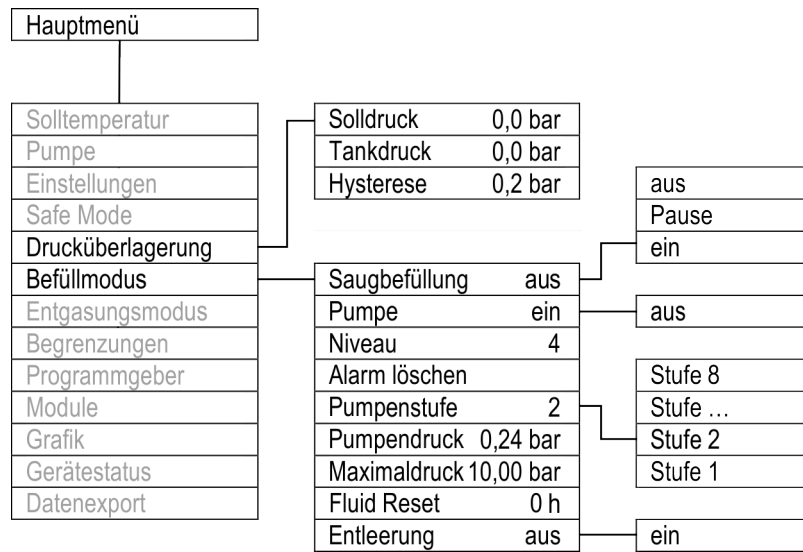 Hauptmenü
Solltemperatur
Pumpe
Einstellungen
Safe Mode
Drucküberlagerung
Befüllmodus
Entgasungsmodus
Begrenzungen
Programmgeber
Module
Grafik
Gerätestatus
Datenexport
Solldruck 0,0 bar
Tankdruck 0,0 bar
Hysterese 0,2 bar
Saugbefüllung aus
Pumpe ein
Niveau 4
Alarm löschen
Pumpenstufe 2
Pumpendruck 0,24 bar
Maximaldruck 10,00 bar
Fluid Reset 0 h
Entleerung aus
aus
Pause
ein
aus
Stufe 8
Stufe ...
Stufe 2
Stufe 1
ein